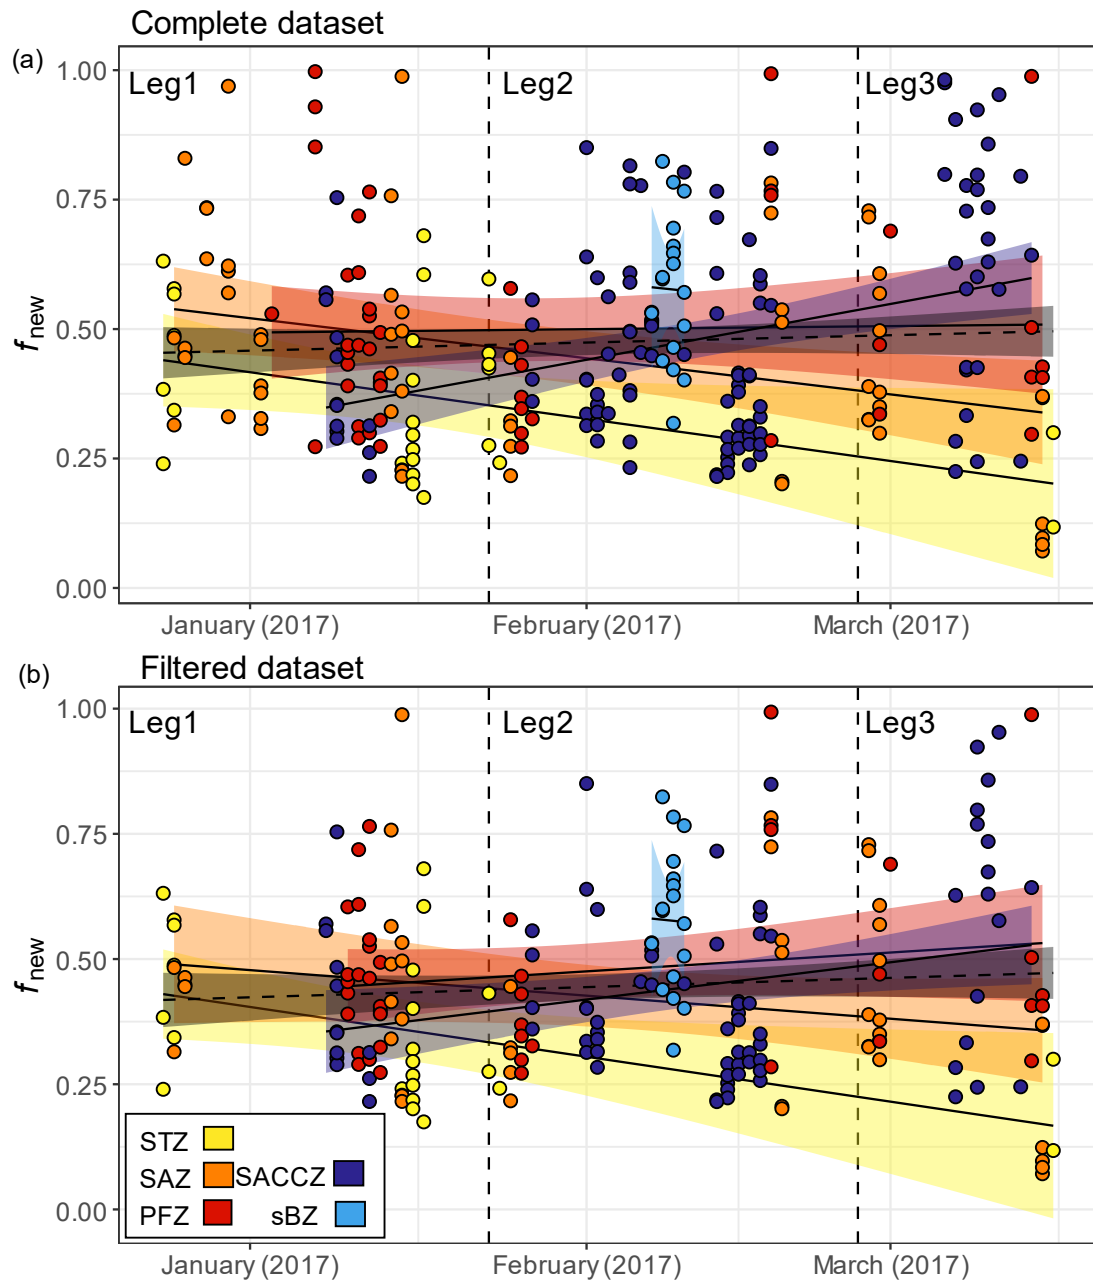 Complete dataset
(a)
Leg1 Leg2 Leg3
1.00
0.75
0.50
0.25
0.00
fnew
January (2017) February (2017) March (2017)
Filtered dataset
(b)
Leg1 Leg2 Leg3
1.00
0.75
0.50
0.25
0.00
fnew
STZ
SAZ SACCZ
PFZ sBZ
January (2017) February (2017) March (2017)